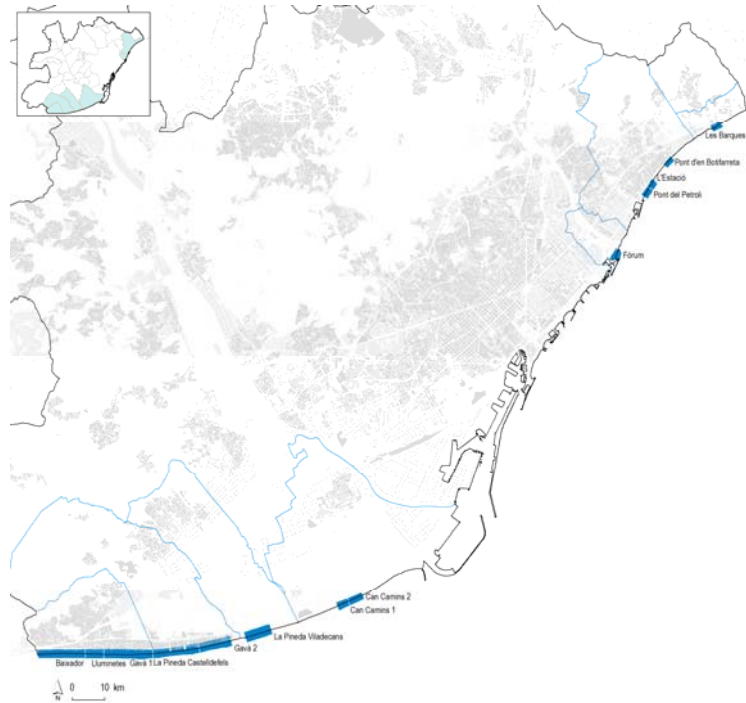 Les Barques
Pont d'en Botifarreta
L'Estació
Pont del Petroli
Fòrum
Can Camins 2
Can Camins 1
La Pineda Viladecans
Gavà 2
Baixador Lluminetes Gavà 1 La Pineda Castelldefels
0 10 km
N